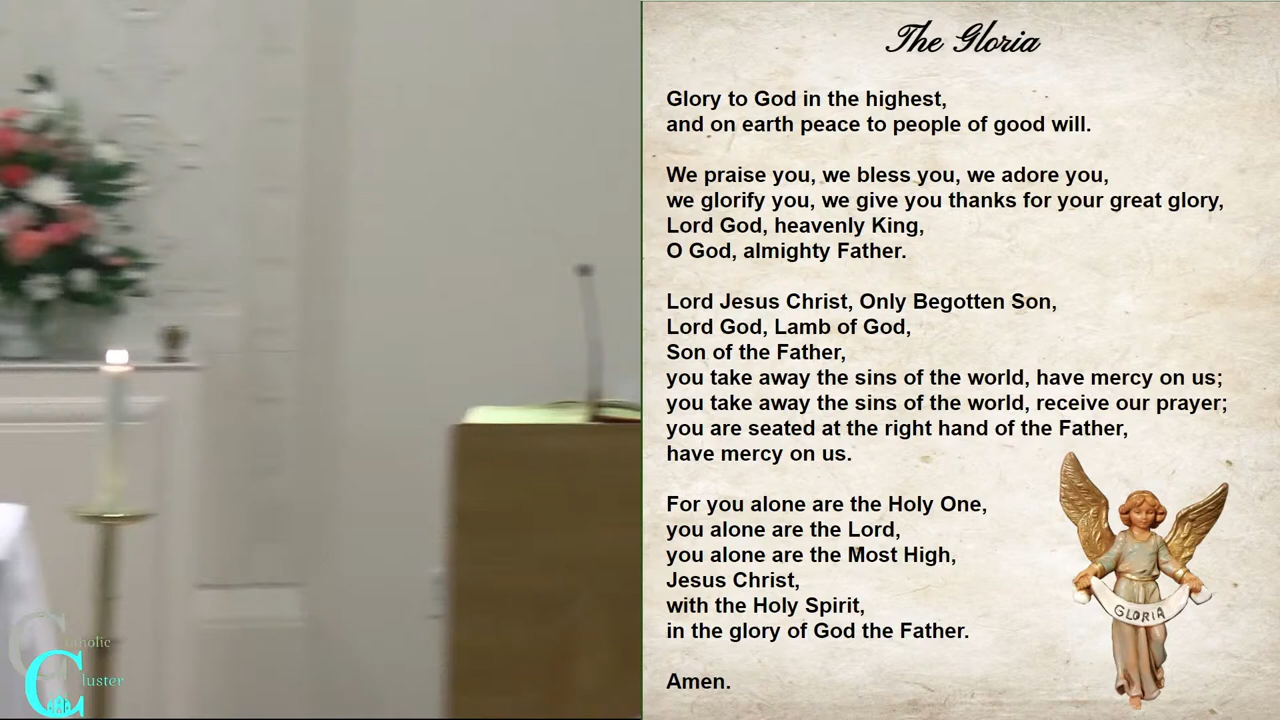 The Gloria
Glory to God in the highest,
and on earth peace to people of good will.
We praise you, we bless you, we adore you,
we glorify you, we give you thanks for your great glory,
Lord God, heavenly King,
O God, almighty Father.
Lord Jesus Christ, Only Begotten Son,
Lord God, Lamb of God,
Son of the Father,
you take away the sins of the world, have mercy on us;
you take away the sins of the world, receive our prayer;
you are seated at the right hand of the Father,
have mercy on us.
For you alone are the Holy One,
you alone are the Lord,
you alone are the Most High,
Jesus Christ,
with the Holy Spirit,
in the glory of God the Father.
Amen.
GLORIA
Catholic
Cluster